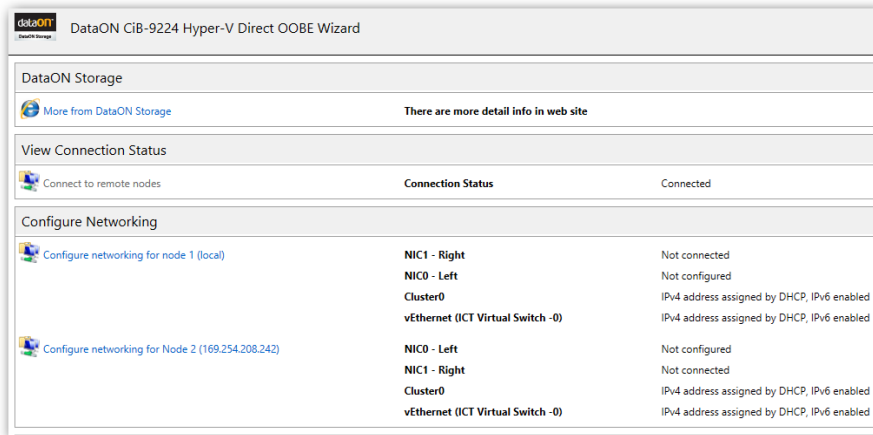 dataON
DataON Storage
DataON CiB-9224 Hyper-V Direct OOBE Wizard
DataON Storage
More from DataON Storage There are more detail info in web site
View Connection Status
Connect to remote nodes Connection Status Connected
Configure Networking
Configure networking for node 1 (local) NIC1 - Right Not connected
NIC0 - Left Not configured
Cluster0 IPv4 address assigned by DHCP, IPv6 enabled
vEthernet (ICT Virtual Switch -0) IPv4 address assigned by DHCP, IPv6 enabled
Configure networking for Node 2 (169.254.208.242) NIC0 - Left Not configured
NIC1 - Right Not connected
Cluster0 IPv4 address assigned by DHCP, IPv6 enabled
vEthernet (ICT Virtual Switch -0) IPv4 address assigned by DHCP, IPv6 enabled